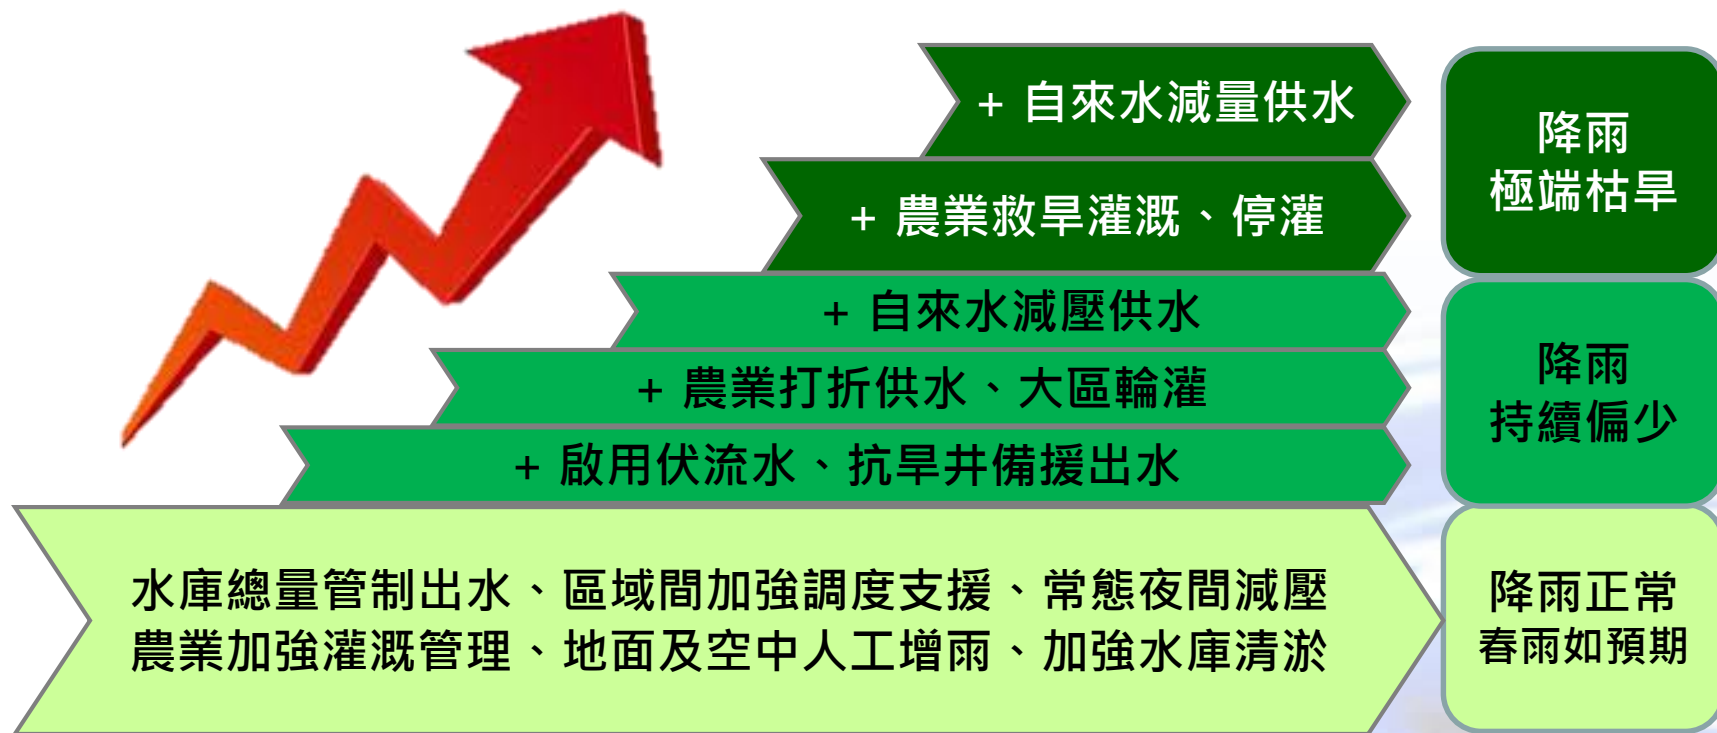 + 自來水減量供水
+ 農業救旱灌溉、停灌
降雨
極端枯旱
+ 自來水減壓供水
+ 農業打折供水、大區輪灌
+ 啟用伏流水、抗旱井備援出水
降雨
持續偏少
水庫總量管制出水、區域間加強調度支援、常態夜間減壓
農業加強灌溉管理、地面及空中人工增雨、加強水庫清淤
降雨正常
春雨如預期